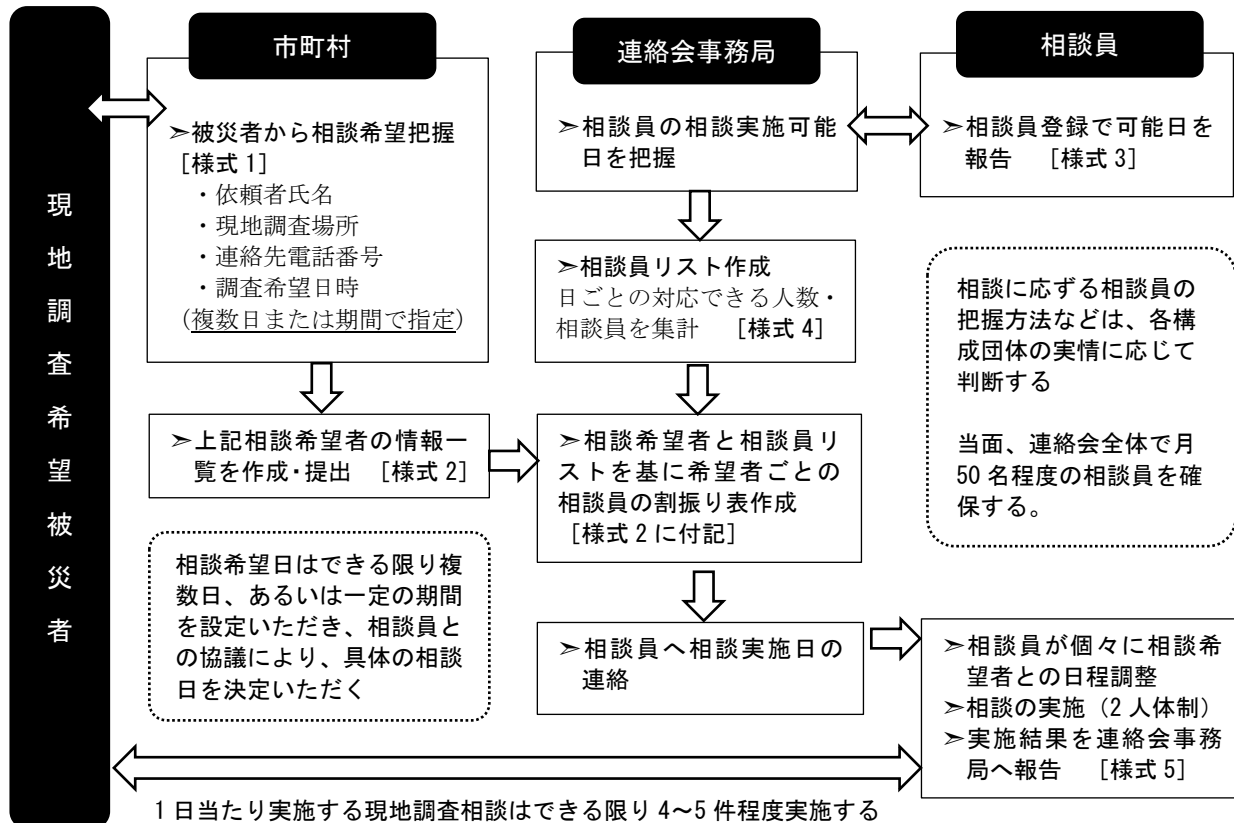 現地調査希望被災者
市町村
➣被災者から相談希望把握
［様式1］
・依頼者氏名
・現地調査場所
・連絡先電話番号
・調査希望日時
(複数日または期間で指定)
➣上記相談希望者の情報一
覧を作成・提出　［様式2］
相談希望日はできる限り複
数日、あるいは一定の期間
を設定いただき、相談員と
の協議により、具体の相談
日を決定いただく
連絡会事務局
➣相談員の相談実施可能
日を把握
➣相談員リスト作成
日ごとの対応できる人数・
相談員を集計　［様式4］
➣相談希望者と相談員リ
ストを基に希望者ごとの
相談員の割振り表作成
［様式2に付記］
➣相談員へ相談実施日の
連絡
相談員
➣相談員登録で可能日を
報告　［様式3］
相談に応ずる相談員の
把握方法などは、各構
成団体の実情に応じて
判断する
当面、連絡会全体で月
50名程度の相談員を確
保する。
➣相談員が個々に相談希
望者との日程調整
➣相談の実施（2人体制）
➣実施結果を連絡会事務
局へ報告　［様式5］
1日当たり実施する現地調査相談はできる限り4～5件程度実施する